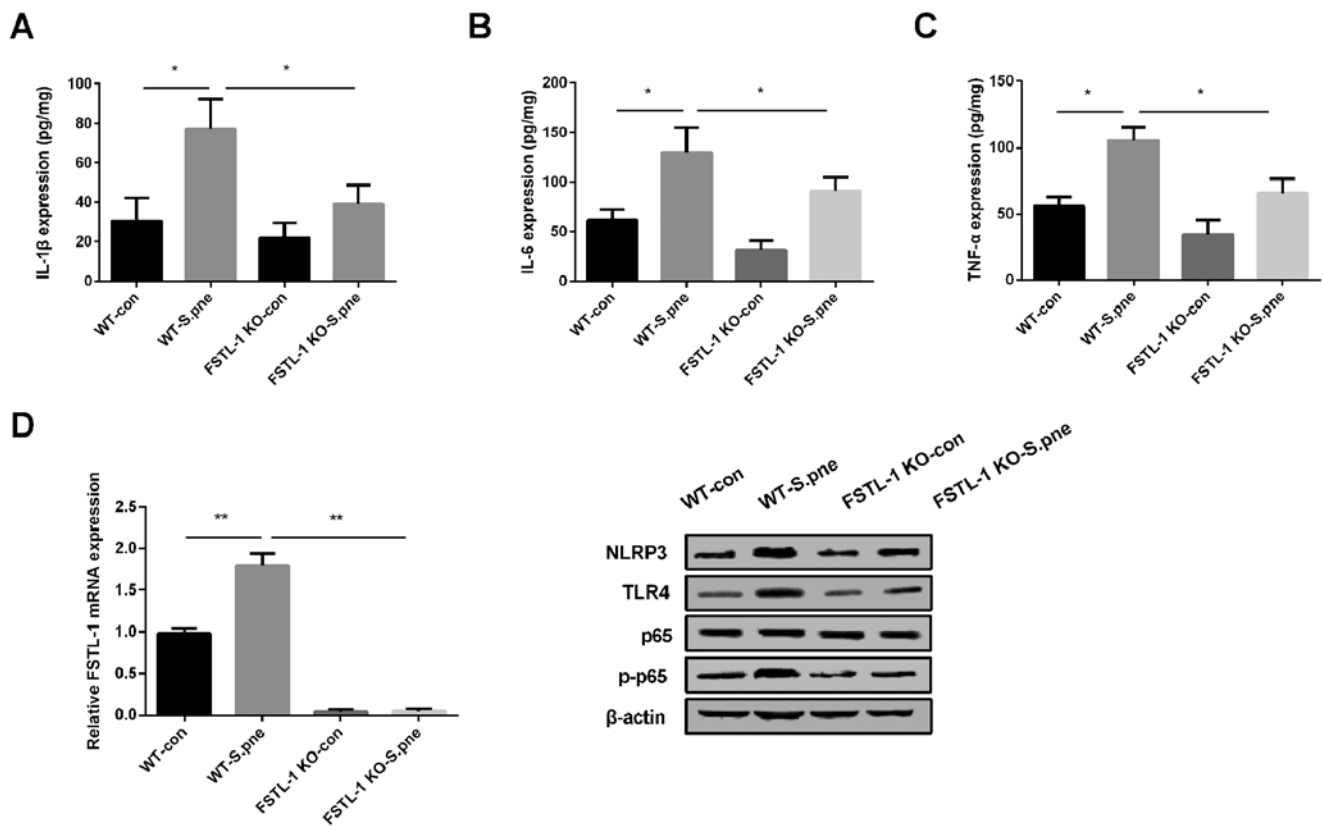 A
IL-1β expression (pg/mg)
100
80
60
40
20
0
*
*
WT-con
WT-S.pne
FSTL-1 KO-con
FSTL-1 KO-S.pne
B
IL-6 expression (pg/mg)
200
150
100
50
0
*
*
WT-con
WT-S.pne
FSTL-1 KO-con
FSTL-1 KO-S.pne
C
TNF-α expression (pg/mg)
150
100
50
0
*
*
WT-con
WT-S.pne
FSTL-1 KO-con
FSTL-1 KO-S.pne
D
Relative FSTL-1 mRNA expression
2.5
2.0
1.5
1.0
0.5
0.0
**
**
WT-con
WT-S.pne
FSTL-1 KO-con
FSTL-1 KO-S.pne
WT-con
WT-S.pne
FSTL-1 KO-con
FSTL-1 KO-S.pne
NLRP3
TLR4
p65
p-p65
β-actin